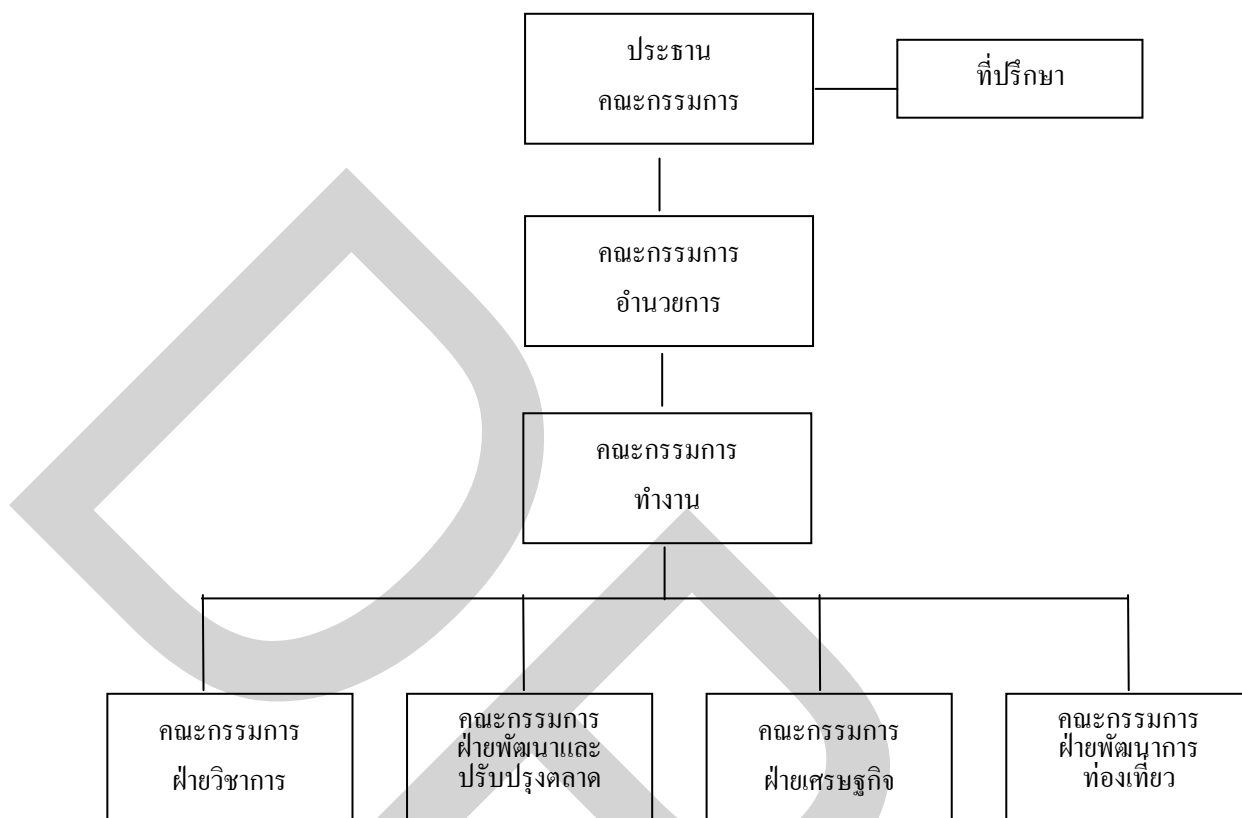 ประธาน
คณะกรรมการ
ที่ปรึกษา
คณะกรรมการ
อำนวยการ
คณะกรรมการ
ทำงาน
คณะกรรมการ
ฝ่ายวิชาการ
คณะกรรมการ
ฝ่ายพัฒนาและ
ปรับปรุงตลาด
คณะกรรมการ
ฝ่ายเศรษฐกิจ
คณะกรรมการ
ฝ่ายพัฒนาการ
ท่องเที่ยว